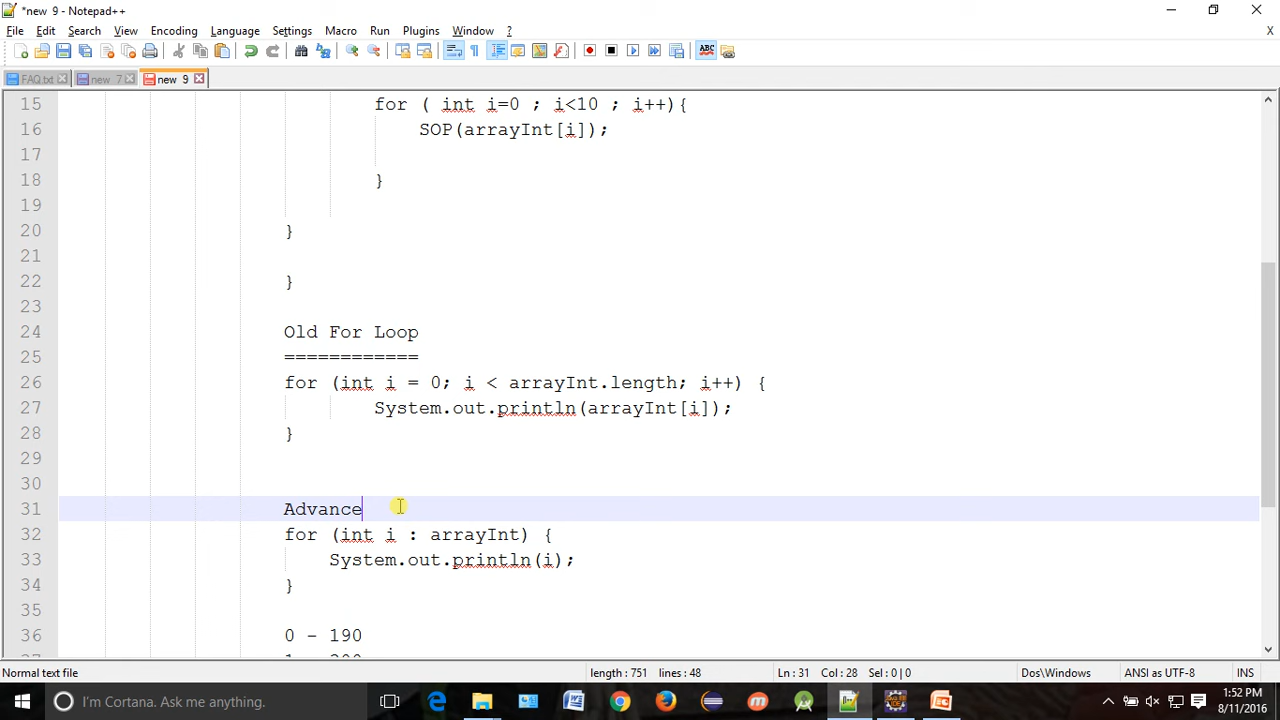 *new 9 - Notepad++
File Edit Search View Encoding Language Settings Macro Run Plugins Window ? X
ABC
FAQ.txt new 7 new 9
15 for ( int i=0 ; i<10 ; i++){
16 SOP(arrayInt[i]);
17
18 }
19
20 }
21
22 }
23
24 Old For Loop
25 ============
26 for (int i = 0; i < arrayInt.length; i++) {
27 System.out.println(arrayInt[i]);
28 }
29
30
31 Advance
32 for (int i : arrayInt) {
33 System.out.println(i);
34 }
35
36 0 - 190
Normal text file length : 751 lines : 48 Ln : 31 Col : 28 Sel : 0 | 0 Dos\Windows ANSI as UTF-8 INS
I'm Cortana. Ask me anything. 1:52 PM
8/11/2016